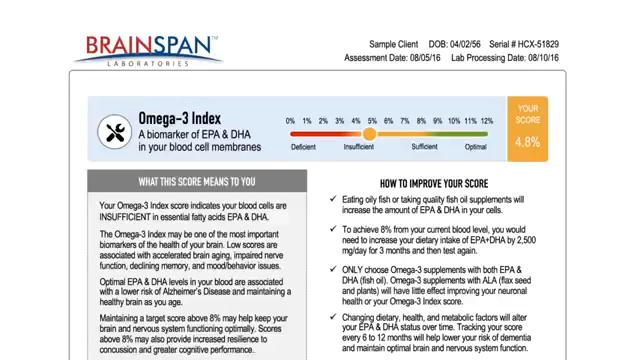 BRAINSPAN™
LABORATORIES
Sample Client DOB: 04/02/56 Serial # HCX-51829
Assessment Date: 08/05/16 Lab Processing Date: 08/10/16
Omega-3 Index
A biomarker of EPA & DHA
in your blood cell membranes
0% 1% 2% 3% 4% 5% 6% 7% 8% 9% 10% 11% 12%
Deficient Insufficient Sufficient Optimal
YOUR
SCORE
4.8%
WHAT THIS SCORE MEANS TO YOU
Your Omega-3 Index score indicates your blood cells are
INSUFFICIENT in essential fatty acids EPA & DHA.
The Omega-3 Index may be one of the most important
biomarkers of the health of your brain. Low scores are
associated with accelerated brain aging, impaired nerve
function, declining memory, and mood/behavior issues.
Optimal EPA & DHA levels in your blood are associated
with a lower risk of Alzheimer's Disease and maintaining a
healthy brain as you age.
Maintaining a target score above 8% may help keep your
brain and nervous system functioning optimally. Scores
above 8% may also provide increased resilience to
concussion and greater cognitive performance.
HOW TO IMPROVE YOUR SCORE
✓ Eating oily fish or taking quality fish oil supplements will
increase the amount of EPA & DHA in your cells.
✓ To achieve 8% from your current blood level, you would
need to increase your dietary intake of EPA+DHA by 2,500
mg/day for 3 months and then test again.
✓ ONLY choose Omega-3 supplements with both EPA &
DHA (fish oil). Omega-3 supplements with ALA (flax seed
and plants) will have little effect improving your neuronal
health or your Omega-3 Index score.
✓ Changing dietary, health, and metabolic factors will alter
your EPA & DHA status over time. Tracking your score
every 6 to 12 months will help lower your risk of dementia
and maintain optimal brain and nervous system function.